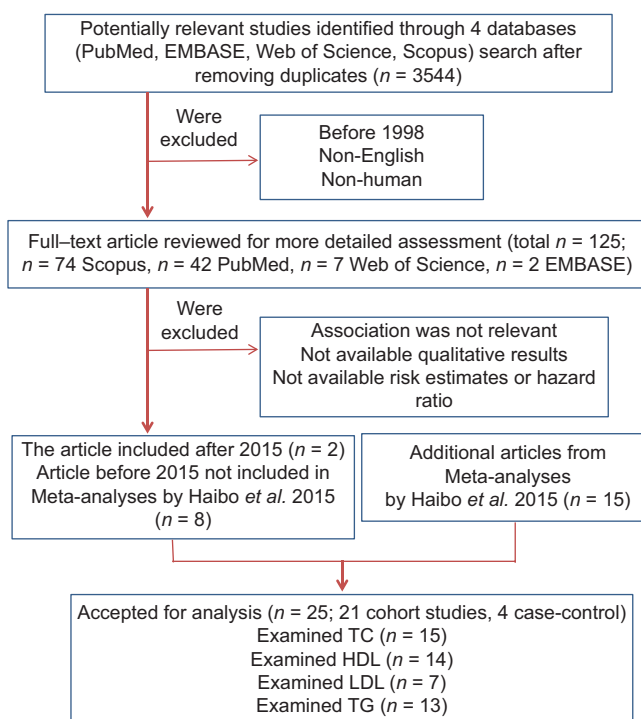 Potentially relevant studies identified through 4 databases
(PubMed, EMBASE, Web of Science, Scopus) search after
removing duplicates (n = 3544)
Were
excluded
Before 1998
Non-English
Non-human
Full–text article reviewed for more detailed assessment (total n = 125;
n = 74 Scopus, n = 42 PubMed, n = 7 Web of Science, n = 2 EMBASE)
Were
excluded
Association was not relevant
Not available qualitative results
Not available risk estimates or hazard
ratio
The article included after 2015 (n = 2)
Article before 2015 not included in
Meta-analyses by Haibo et al. 2015
(n = 8)
Additional articles from
Meta-analyses
by Haibo et al. 2015 (n = 15)
Accepted for analysis (n = 25; 21 cohort studies, 4 case-control)
Examined TC (n = 15)
Examined HDL (n = 14)
Examined LDL (n = 7)
Examined TG (n = 13)